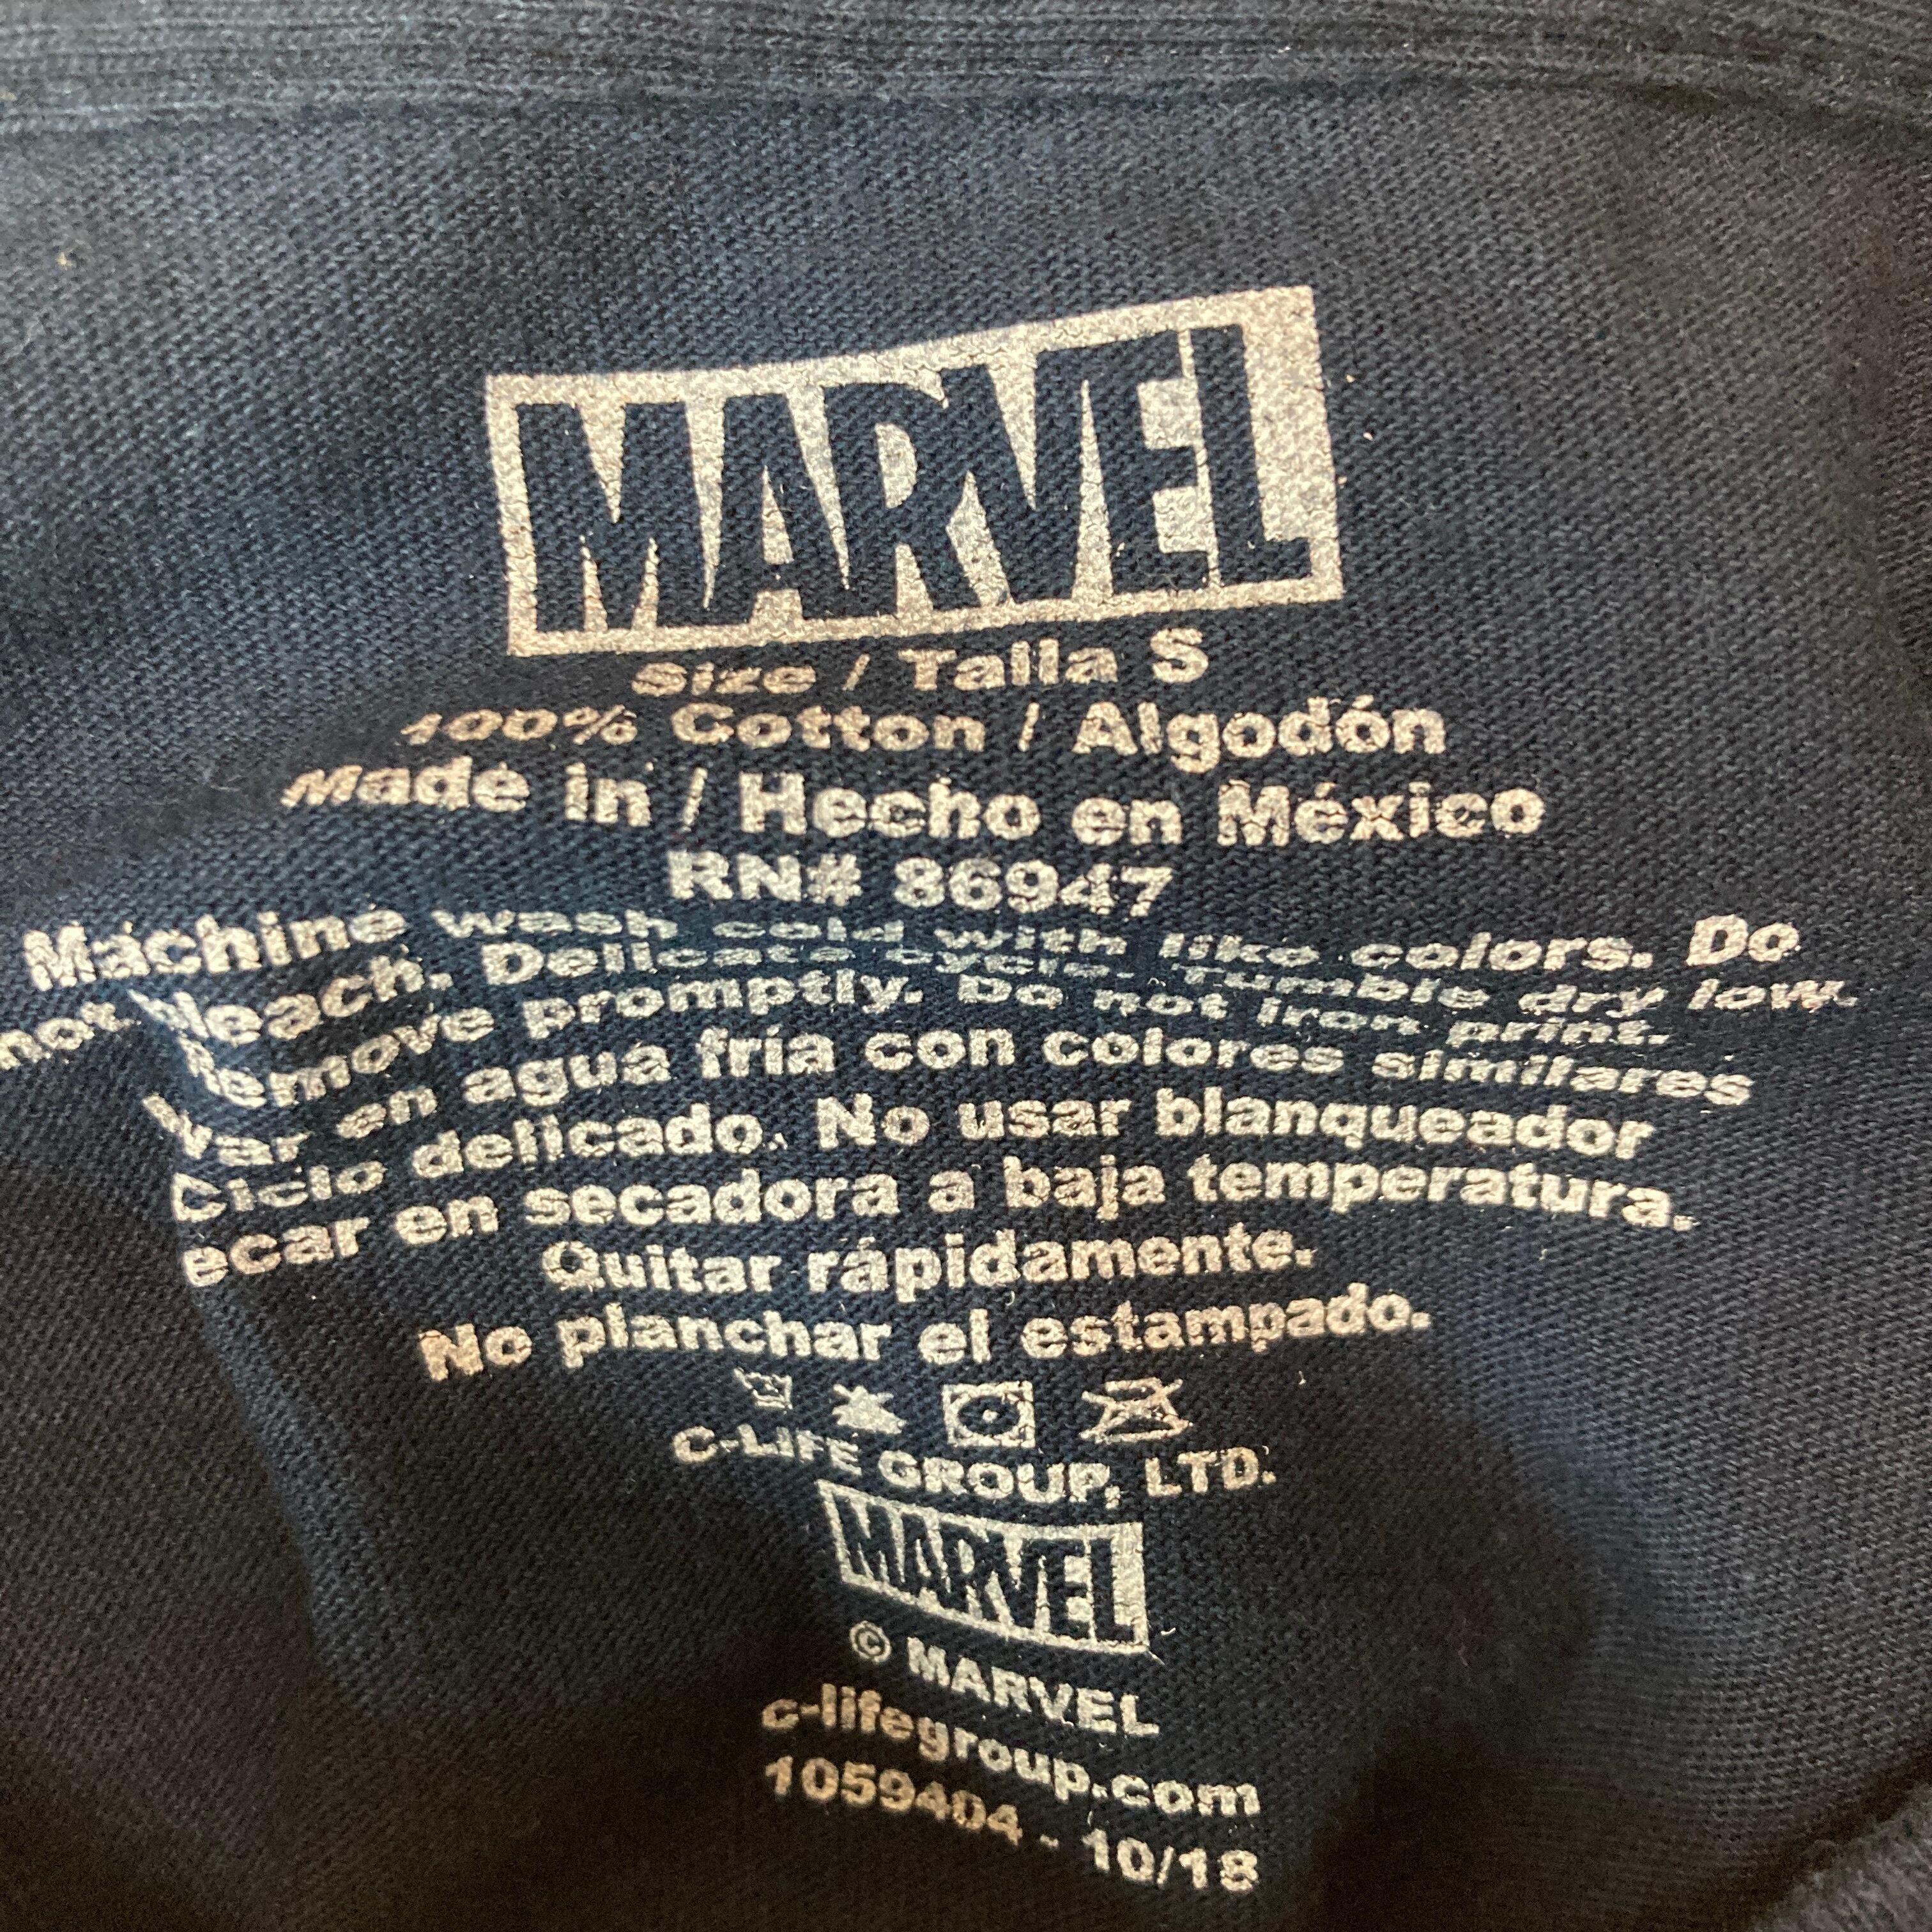 MARVEL
Size / Talla S
100% Cotton / Algodón
Made in / Hecho en México
RN# 86947
Machine wash cold with like colors. Do
not bleach. Delicate cycle. Tumble dry low.
Remove promptly. Do not iron print.
var en agua fría con colores similares
Ciclo delicado. No usar blanqueador
ecar en secadora a baja temperatura.
Quitar rápidamente.
No planchar el estampado.
C-LIFE GROUP, LTD.
MARVEL
© MARVEL
c-lifegroup.com
1059404 - 10/18